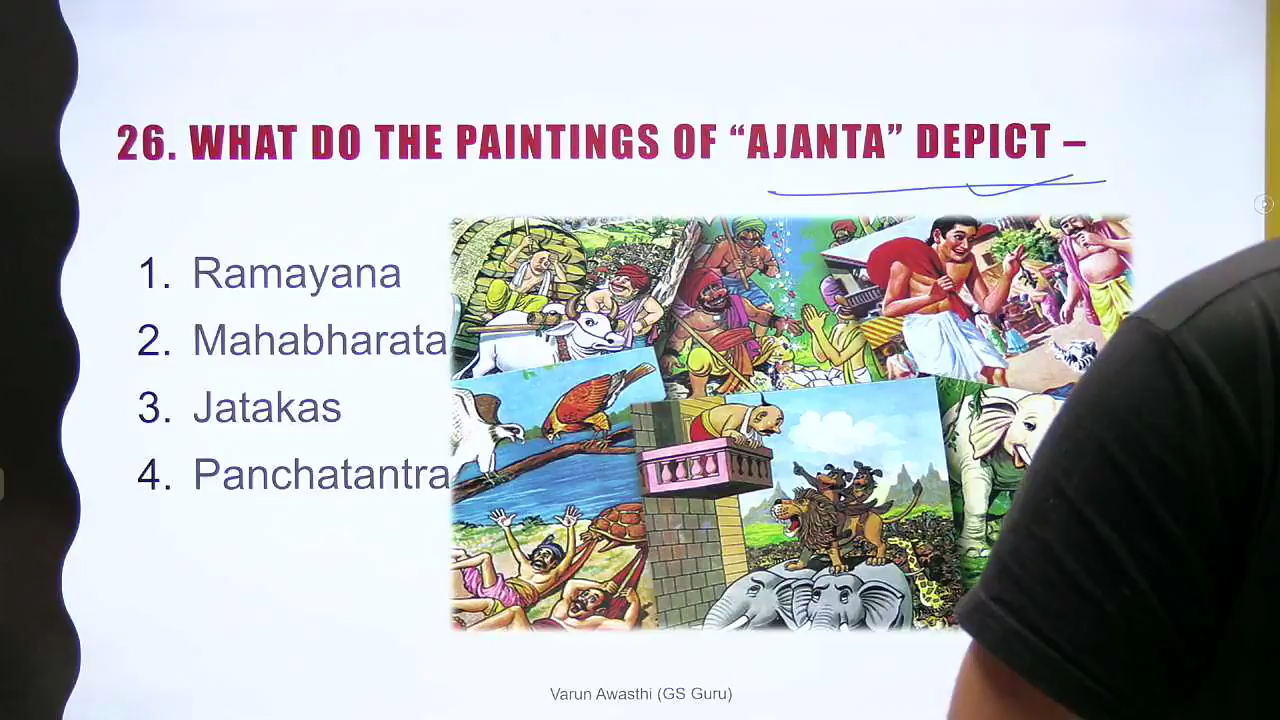 26. WHAT DO THE PAINTINGS OF “AJANTA” DEPICT –
1. Ramayana
2. Mahabharata
3. Jatakas
4. Panchatantra
Varun Awasthi (GS Guru)